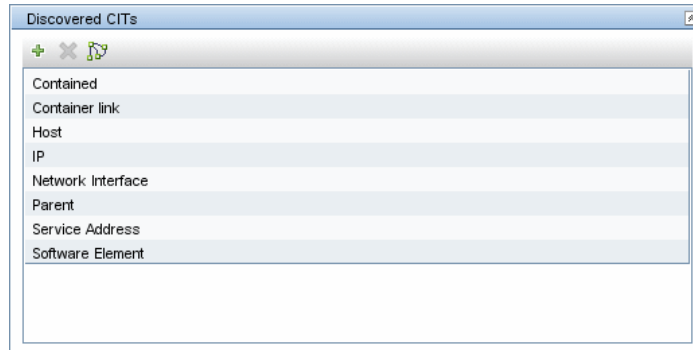 Discovered CITs
Contained
Container link
Host
IP
Network Interface
Parent
Service Address
Software Element